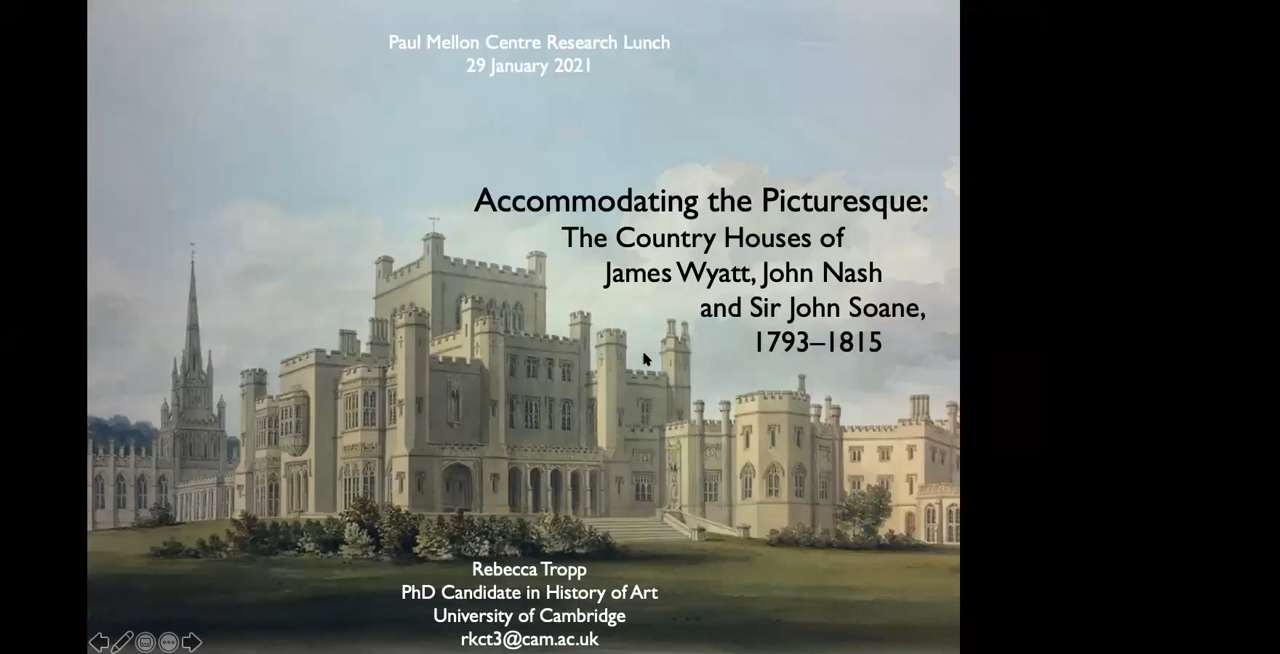 Paul Mellon Centre Research Lunch
29 January 2021
Accommodating the Picturesque:
The Country Houses of
James Wyatt, John Nash
and Sir John Soane,
1793–1815
Rebecca Tropp
PhD Candidate in History of Art
University of Cambridge
rkct3@cam.ac.uk